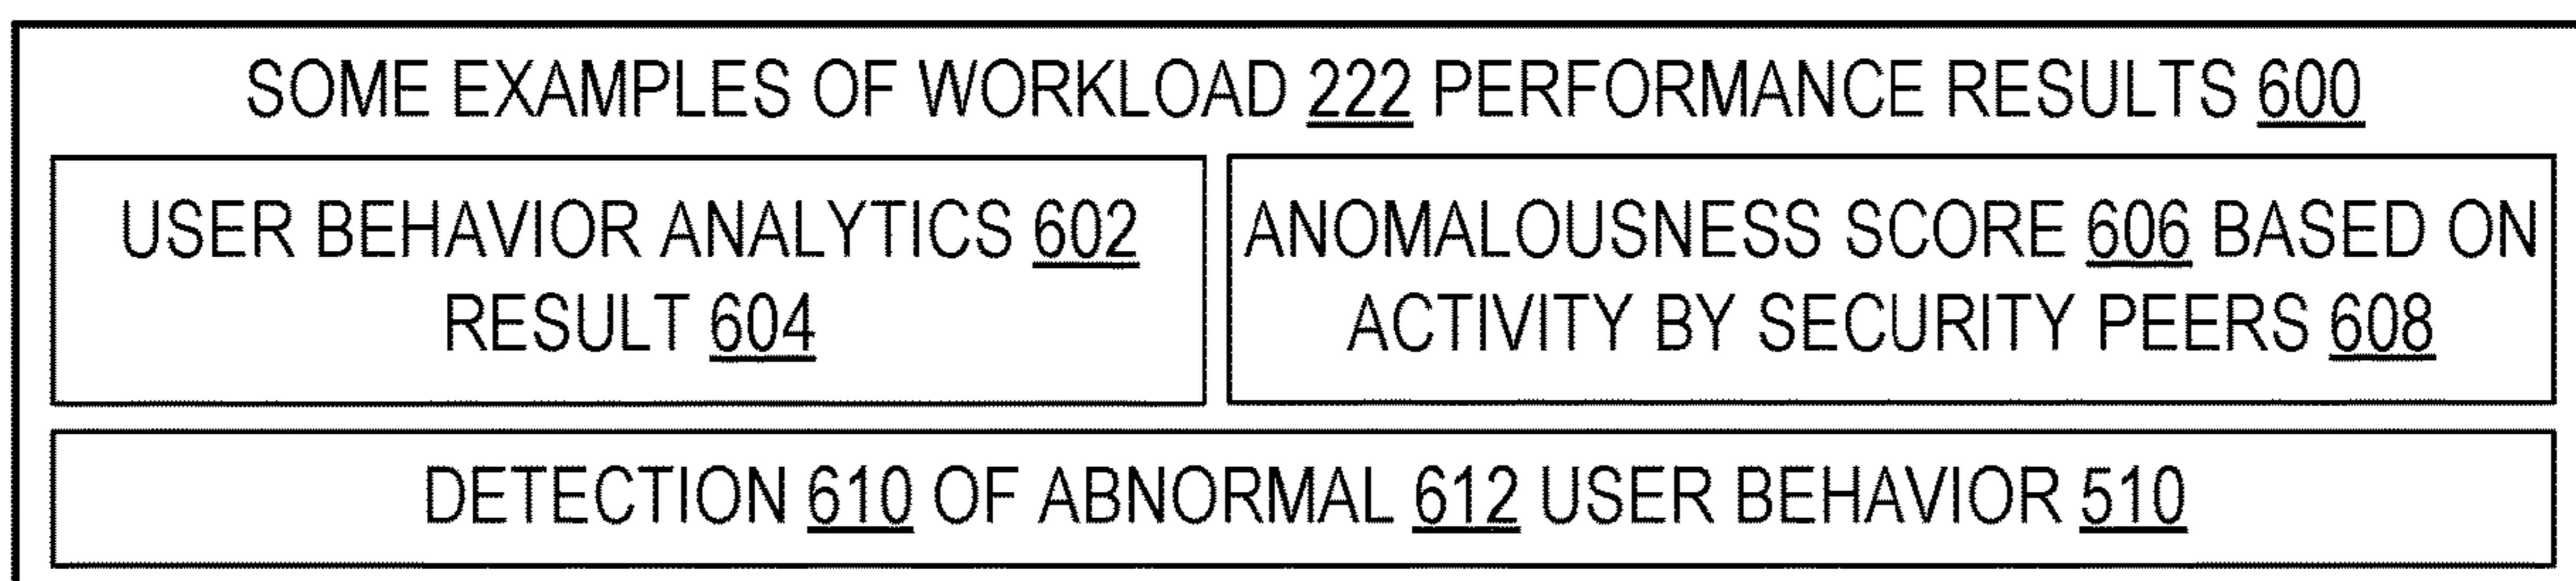 SOME EXAMPLES OF WORKLOAD 222 PERFORMANCE RESULTS 600
USER BEHAVIOR ANALYTICS 602
RESULT 604
ANOMALOUSNESS SCORE 606 BASED ON
ACTIVITY BY SECURITY PEERS 608
DETECTION 610 OF ABNORMAL 612 USER BEHAVIOR 510